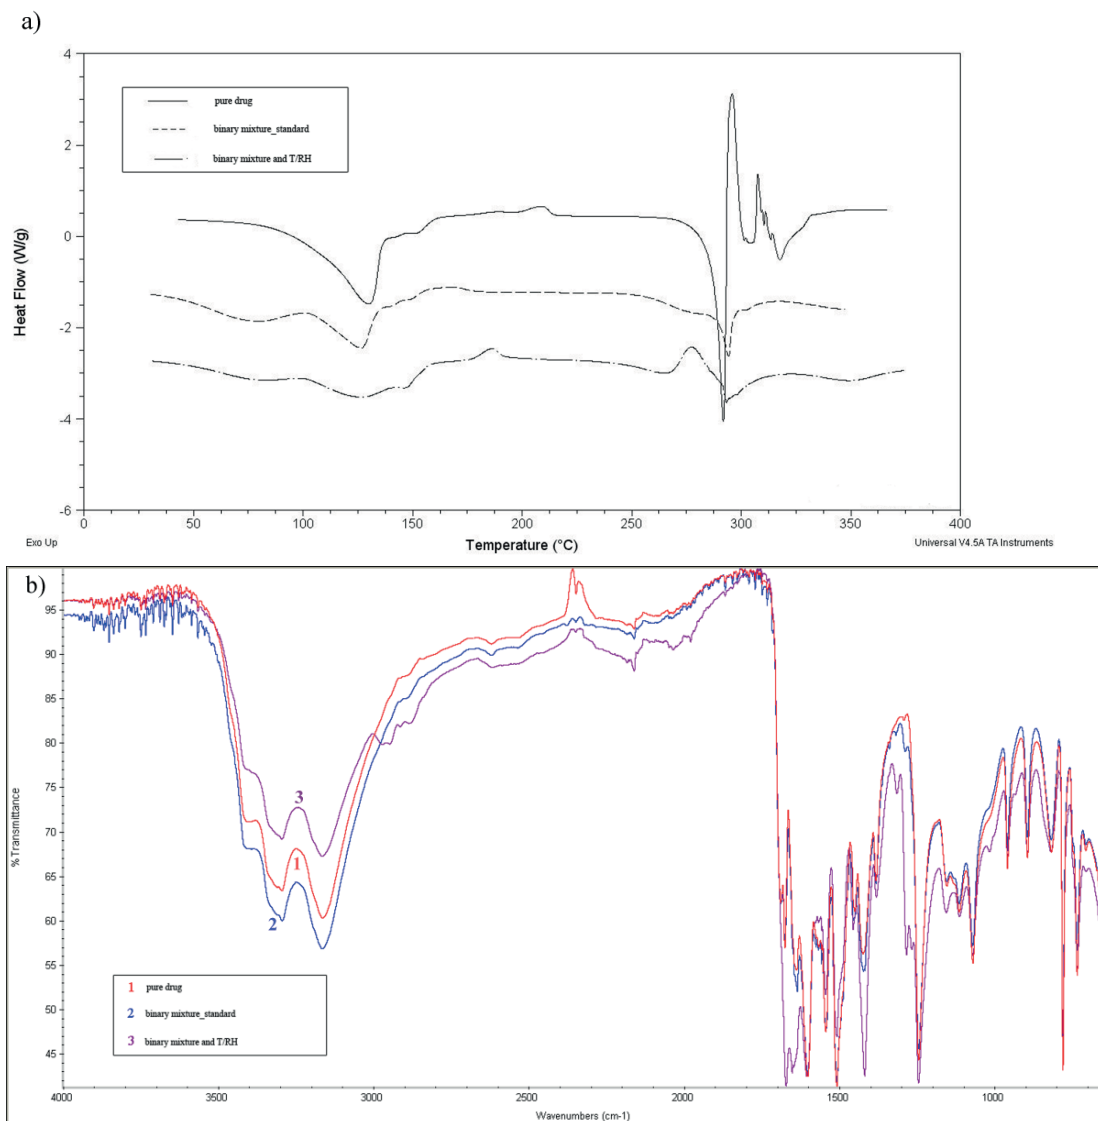 a)
4
pure drug
binary mixture_standard
binary mixture and T/RH
2
0
Heat Flow (W/g)
-2
-4
-6
0 50 100 150 200 250 300 350 400
Exo Up
Temperature (°C)
Universal V4.5A TA Instruments
b)
95
90
85
80
75
70
65
60
55
50
45
% Transmittance
3
1
2
1 pure drug
2 binary mixture_standard
3 binary mixture and T/RH
4000 3500 3000 2500 2000 1500 1000
Wavenumbers (cm-1)